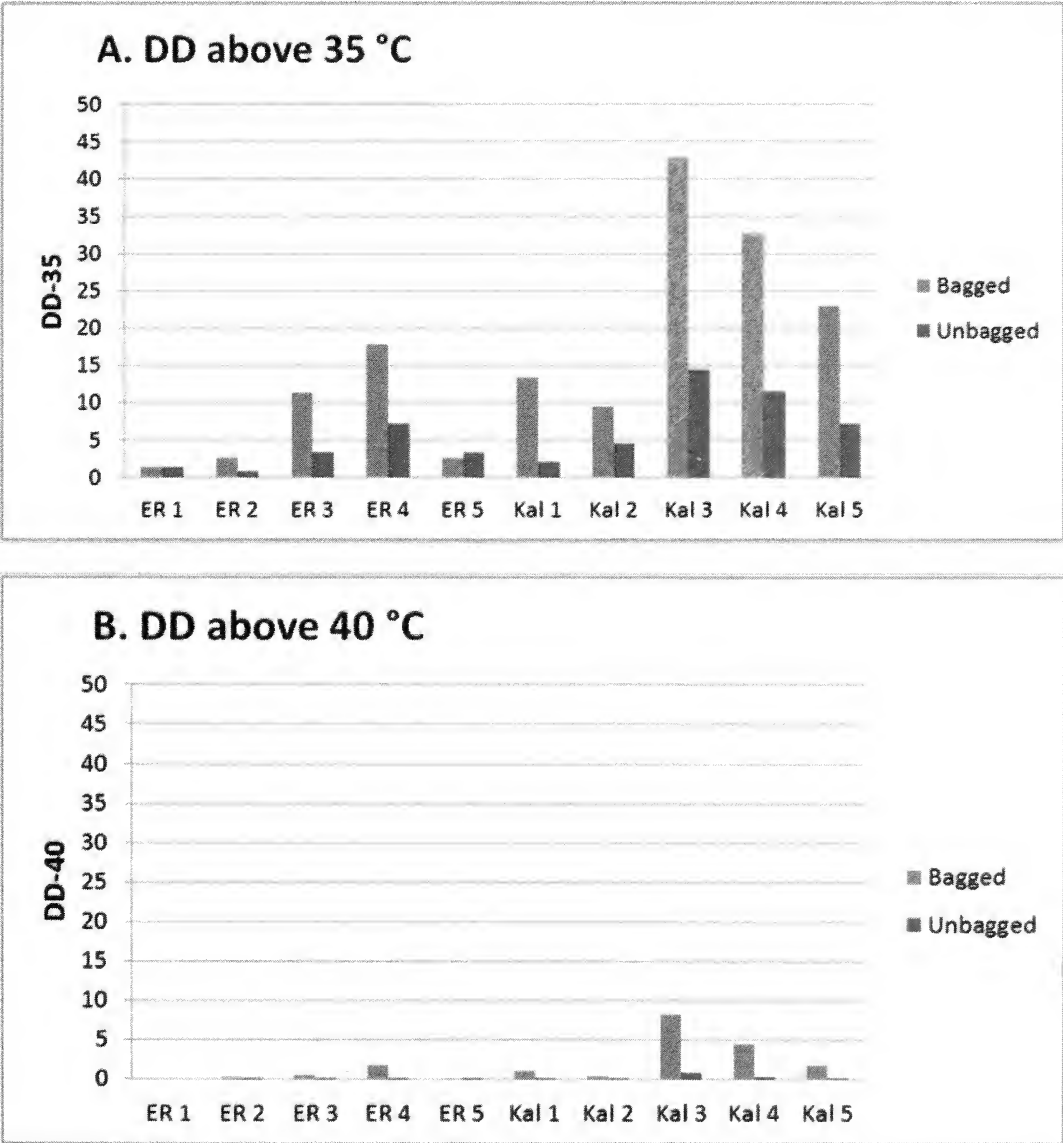 A. DD above 35 °C
50
45
40
35
30
25
20
15
10
5
0
DD-35
ER 1 ER 2 ER 3 ER 4 ER 5 Kal 1 Kal 2 Kal 3 Kal 4 Kal 5
Bagged
Unbagged
B. DD above 40 °C
50
45
40
35
30
25
20
15
10
5
0
DD-40
ER 1 ER 2 ER 3 ER 4 ER 5 Kal 1 Kal 2 Kal 3 Kal 4 Kal 5
Bagged
Unbagged